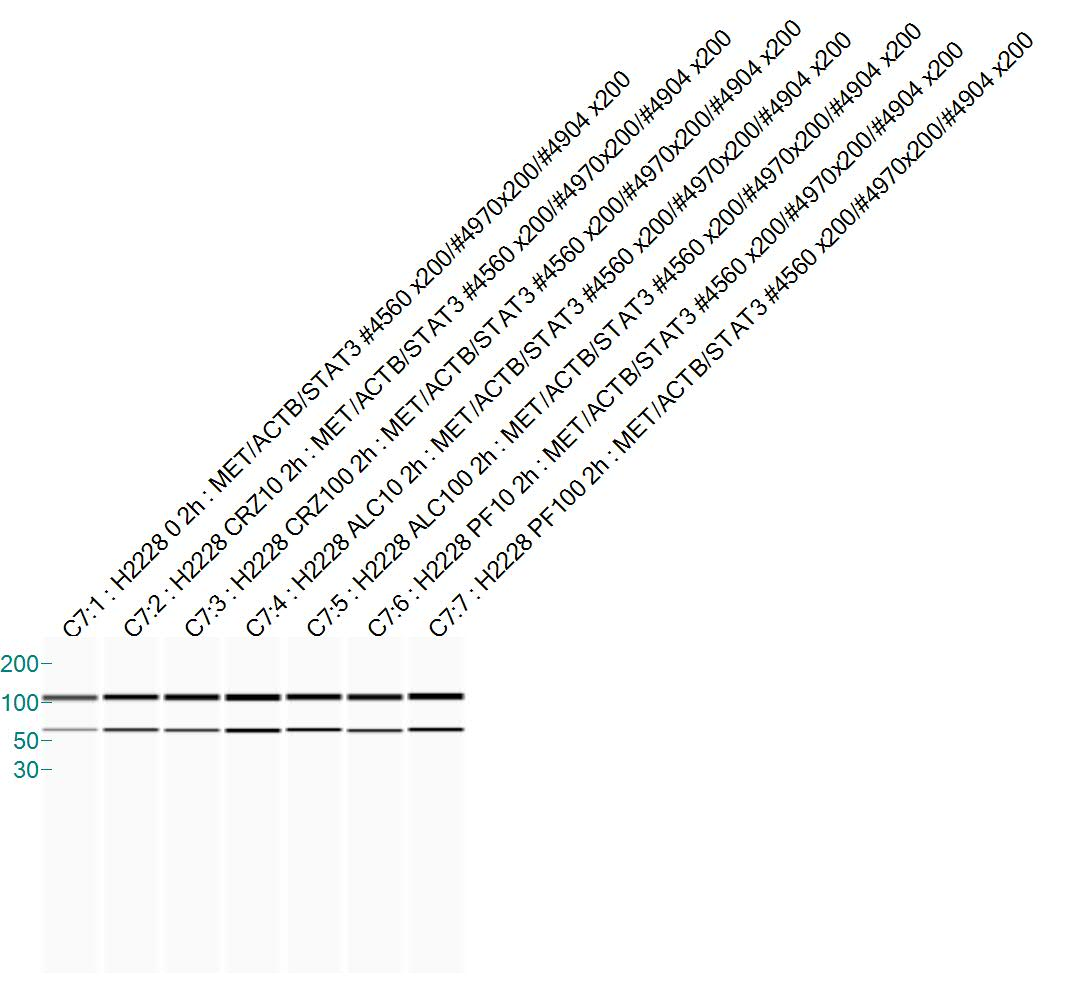 C7:1 : H2228 0 2h : MET/ACTB/STAT3 #4560 x200/#4970x200/#4904 x200
C7:2 : H2228 CRZ10 2h : MET/ACTB/STAT3 #4560 x200/#4970x200/#4904 x200
C7:3 : H2228 CRZ100 2h : MET/ACTB/STAT3 #4560 x200/#4970x200/#4904 x200
C7:4 : H2228 ALC10 2h : MET/ACTB/STAT3 #4560 x200/#4970x200/#4904 x200
C7:5 : H2228 ALC100 2h : MET/ACTB/STAT3 #4560 x200/#4970x200/#4904 x200
C7:6 : H2228 PF10 2h : MET/ACTB/STAT3 #4560 x200/#4970x200/#4904 x200
C7:7 : H2228 PF100 2h : MET/ACTB/STAT3 #4560 x200/#4970x200/#4904 x200
200
100
50
30